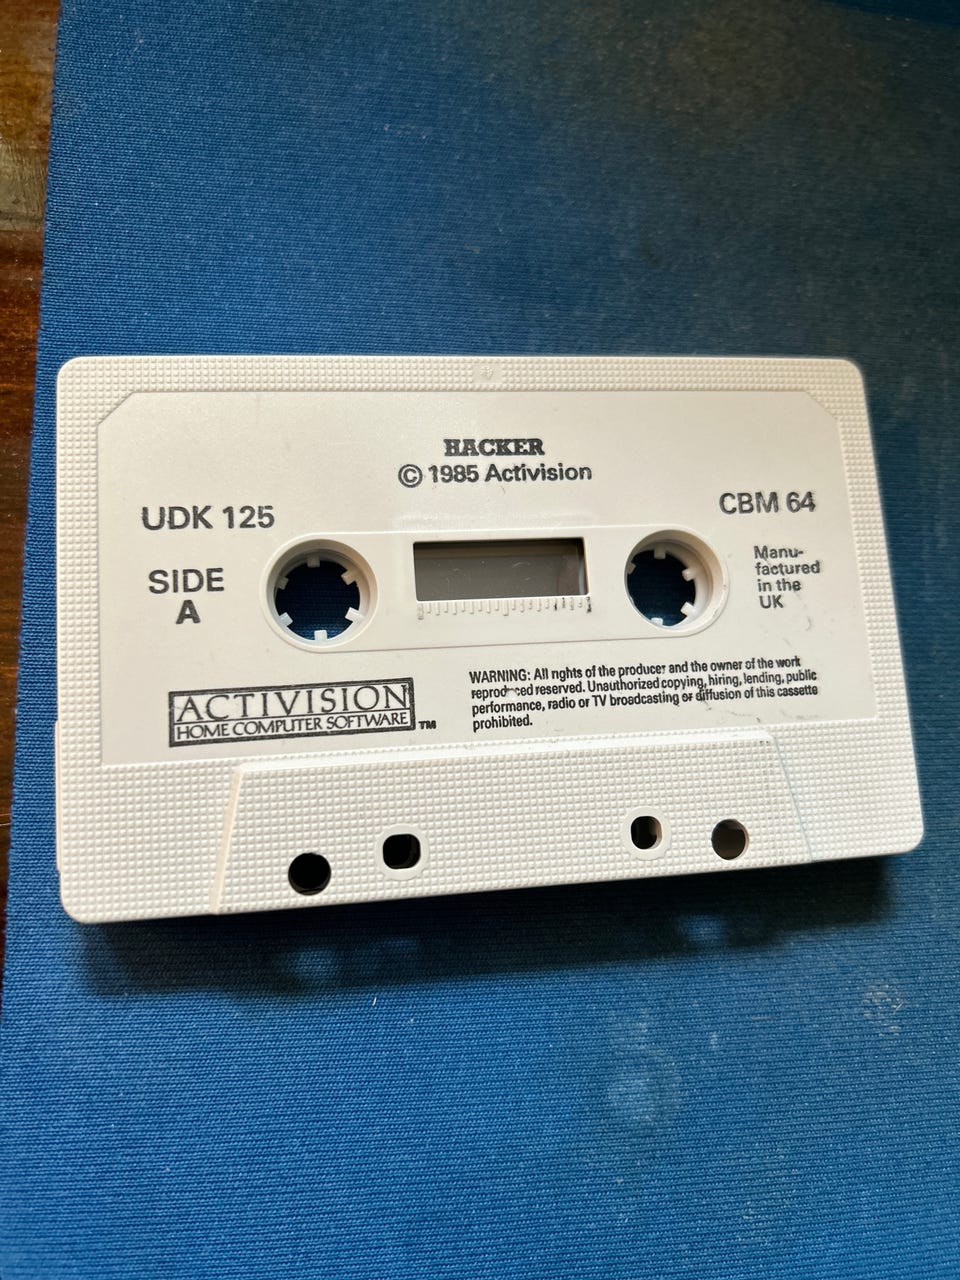 HACKER
© 1985 Activision
UDK 125
CBM 64
SIDE
A
Manu-
factured
in the
UK
ACTIVISION
HOME COMPUTER SOFTWARE™
WARNING: All rights of the producer and the owner of the work
reproduced reserved. Unauthorized copying, hiring, lending, public
performance, radio or TV broadcasting or diffusion of this cassette
prohibited.